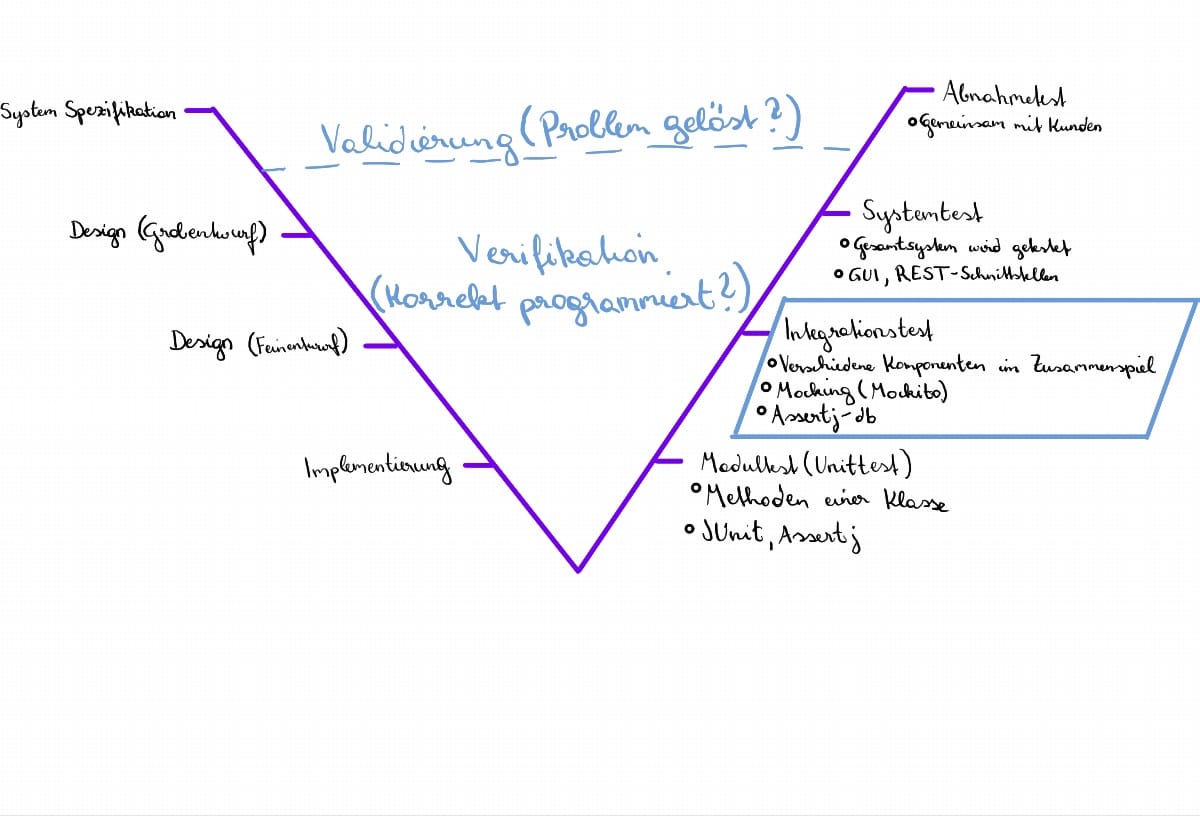 System Spezifikation
Validierung (Problem gelöst?)
Abnahmetest
Gemeinsam mit Kunden
Design (Grobentwurf)
Verifikation
(Korrekt programmiert?)
Systemtest
Gesamtsystem wird getestet
GUI, REST-Schnittstellen
Design (Feinentwurf)
Integrationstest
Verschiedene Komponenten im Zusammenspiel
Mocking (Mockito)
Assertj-db
Implementierung
Modultest (Unittest)
Methoden einer Klasse
JUnit, Assertj